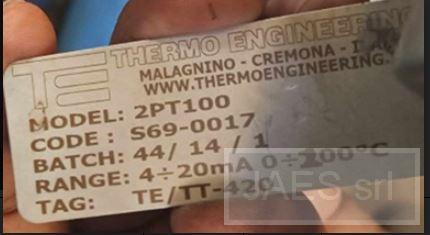 TE THERMO ENGINEERING
MALAGNINO - CREMONA -
WWW.THERMOENGINEERING.
MODEL: 2PT100
CODE : S69-0017
BATCH: 44/ 14 / 1
RANGE: 4÷20mA 0÷200°C
TAG: TE/TT-420
JAES srl